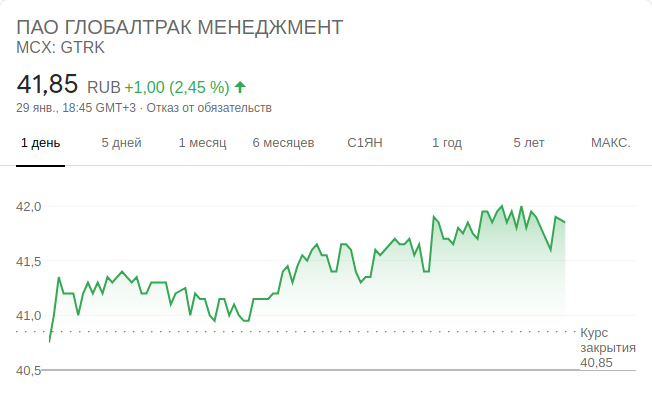 ПАО ГЛОБАЛТРАК МЕНЕДЖМЕНТ
MCX: GTRK
41,85 RUB +1,00 (2,45 %)
29 янв., 18:45 GMT+3 · Отказ от обязательств
1 день 5 дней 1 месяц 6 месяцев С1ЯН 1 год 5 лет МАКС.
42,0
41,5
41,0
Курс
закрытия
40,85
40,5